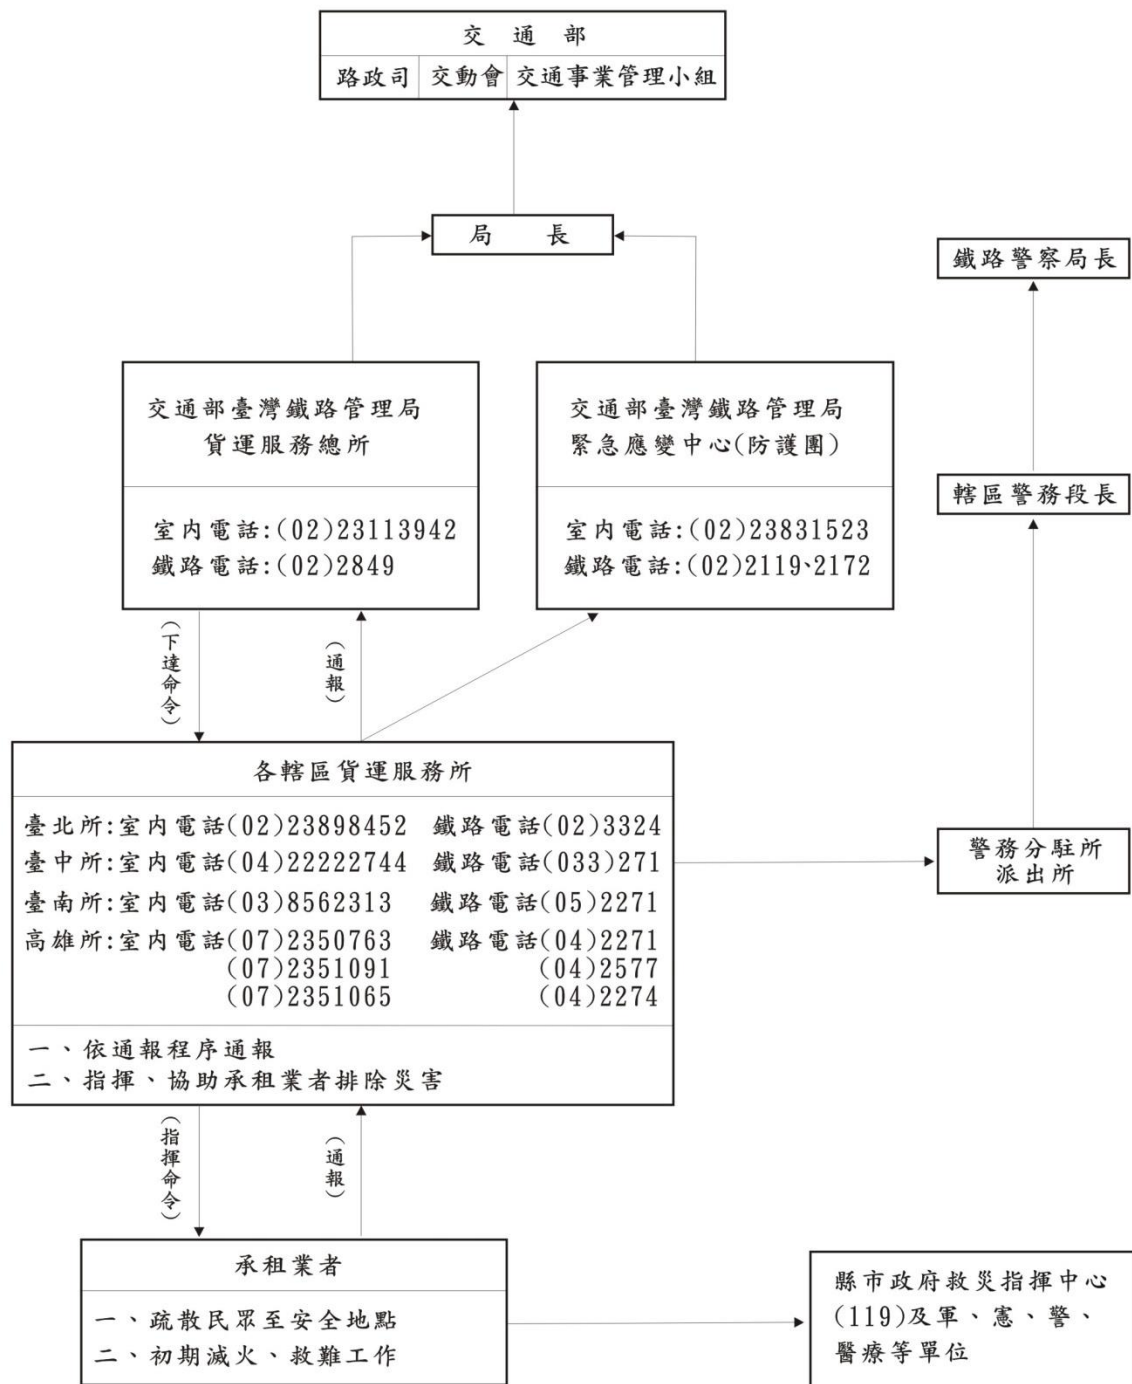 交通部
路政司 交動會 交通事業管理小組
局長
鐵路警察局長
交通部臺灣鐵路管理局
貨運服務總所
室內電話:(02)23113942
鐵路電話:(02)2849
交通部臺灣鐵路管理局
緊急應變中心(防護團)
室內電話:(02)23831523
鐵路電話:(02)2119、2172
轄區警務段長
(下達命令)
(通報)
各轄區貨運服務所
臺北所:室內電話(02)23898452 鐵路電話(02)3324
臺中所:室內電話(04)22222744 鐵路電話(033)271
臺南所:室內電話(03)8562313 鐵路電話(05)2271
高雄所:室內電話(07)2350763 鐵路電話(04)2271
(07)2351091 (04)2577
(07)2351065 (04)2274
一、依通報程序通報
二、指揮、協助承租業者排除災害
警務分駐所
派出所
(指揮命令)
(通報)
承租業者
一、疏散民眾至安全地點
二、初期滅火、救難工作
縣市政府救災指揮中心
(119)及軍、憲、警、
醫療等單位